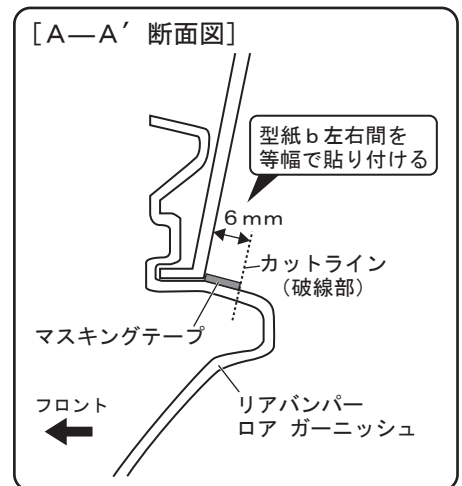 [A—A′ 断面図]
型紙b左右間を
等幅で貼り付ける
6mm
カットライン
(破線部)
マスキングテープ
フロント
リアバンパー
ロア ガーニッシュ